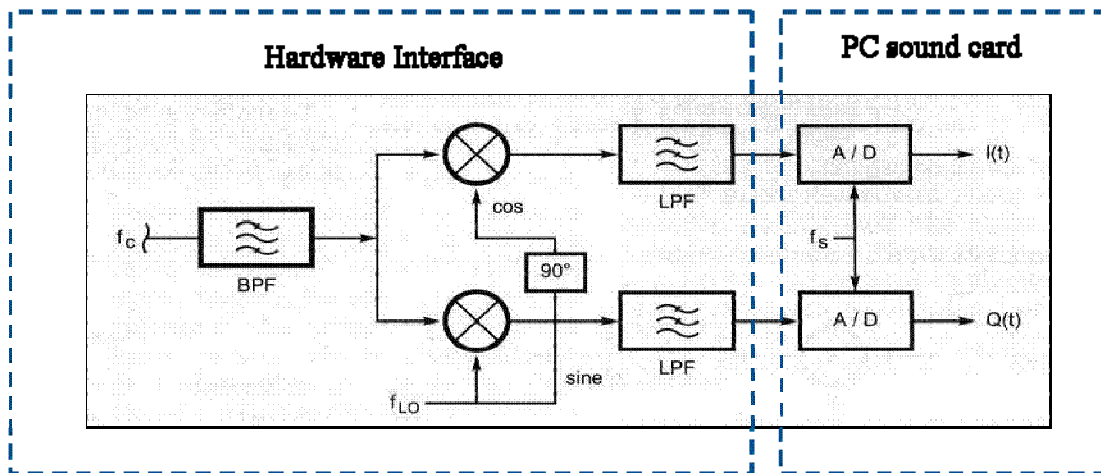 Hardware Interface
PC sound card
A / D
I(t)
LPF
cos
fC
fS
90°
BPF
A / D
Q(t)
LPF
sine
fLO